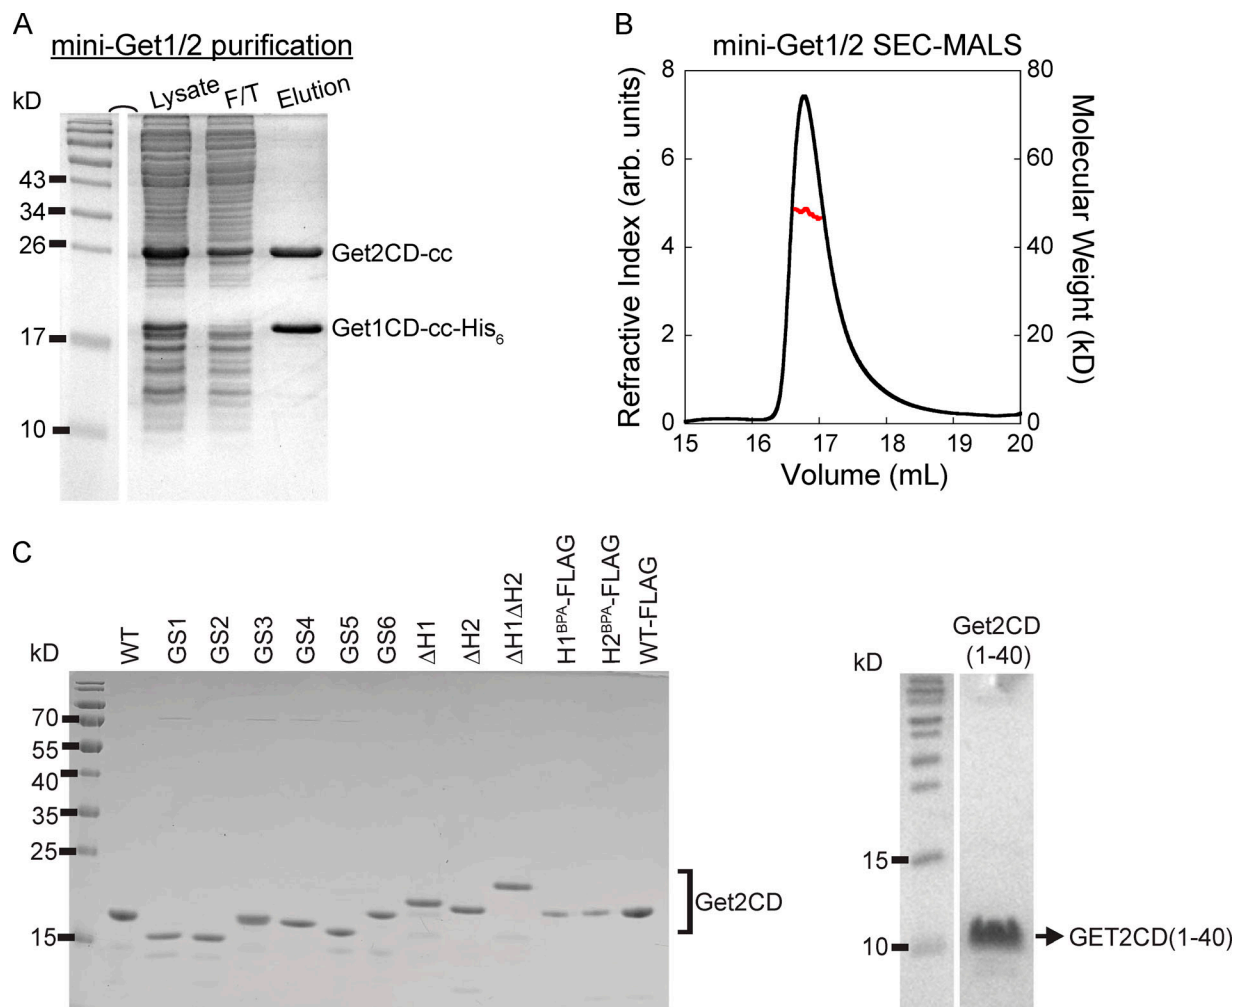 A
mini-Get1/2 purification
kD
Lysate
F/T
Elution
43
34
26
17
10
Get2CD-cc
Get1CD-cc-His6
B
mini-Get1/2 SEC-MALS
Refractive Index (arb. units)
8
6
4
2
0
80
60
40
20
0
Molecular Weight (kD)
15 16 17 18 19 20
Volume (mL)
C
kD
WT
GS1
GS2
GS3
GS4
GS5
GS6
ΔH1
ΔH2
ΔH1ΔH2
H1BPA-FLAG
H2BPA-FLAG
WT-FLAG
70
55
40
35
25
15
Get2CD
Get2CD
(1-40)
kD
15
10
GET2CD(1-40)